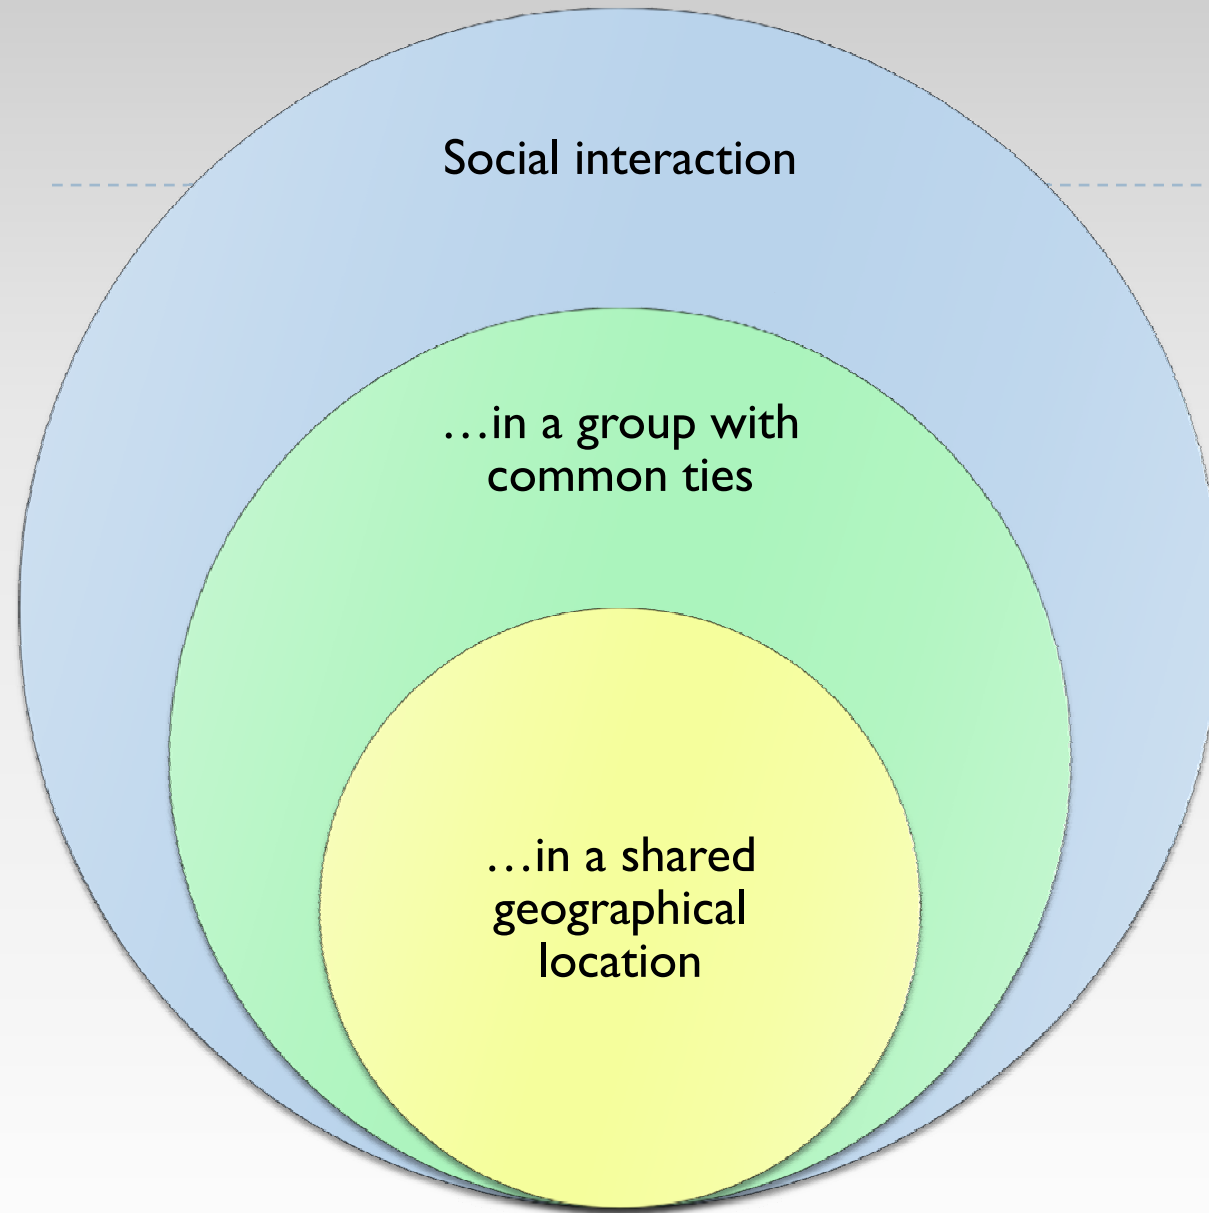 Social interaction
…in a group with
common ties
…in a shared
geographical
location